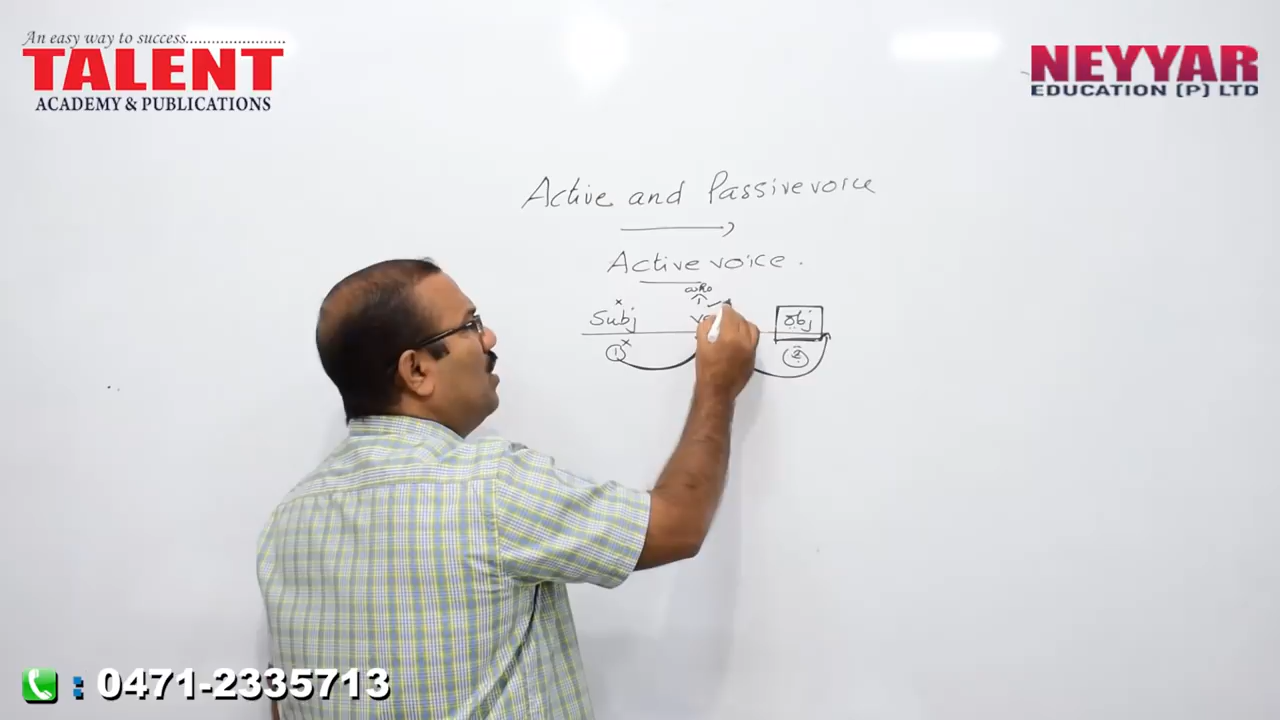 An easy way to success......................
TALENT
ACADEMY & PUBLICATIONS
NEYYAR
EDUCATION (P) LTD
Active and Passive voice
Active voice.
who
Subj obj
1 2
: 0471-2335713